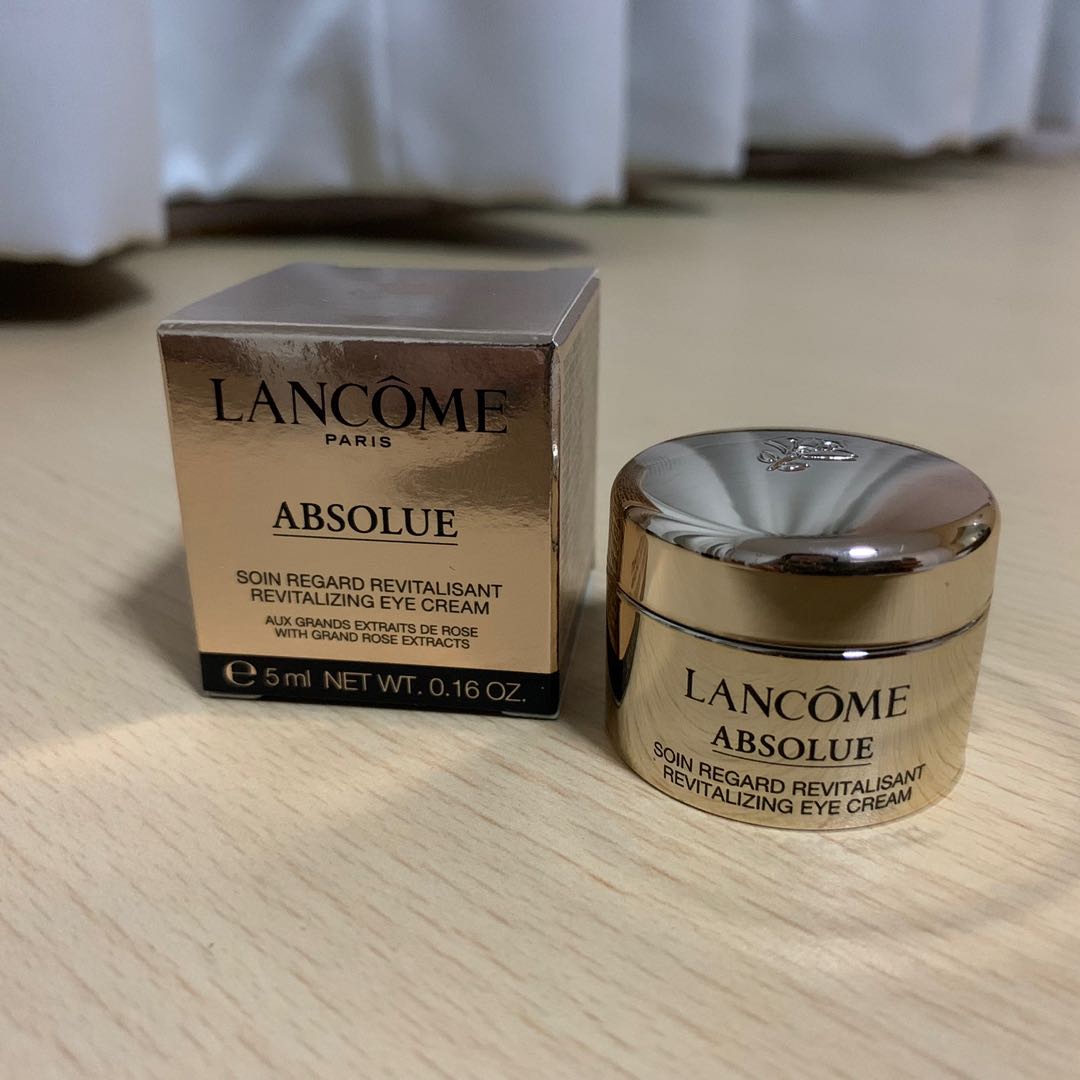 LANCÔME
PARIS
ABSOLUE
SOIN REGARD REVITALISANT
REVITALIZING EYE CREAM
AUX GRANDS EXTRAITS DE ROSE
WITH GRAND ROSE EXTRACTS
℮ 5 ml NET WT. 0.16 OZ.
LANCÔME
ABSOLUE
SOIN REGARD REVITALISANT
REVITALIZING EYE CREAM